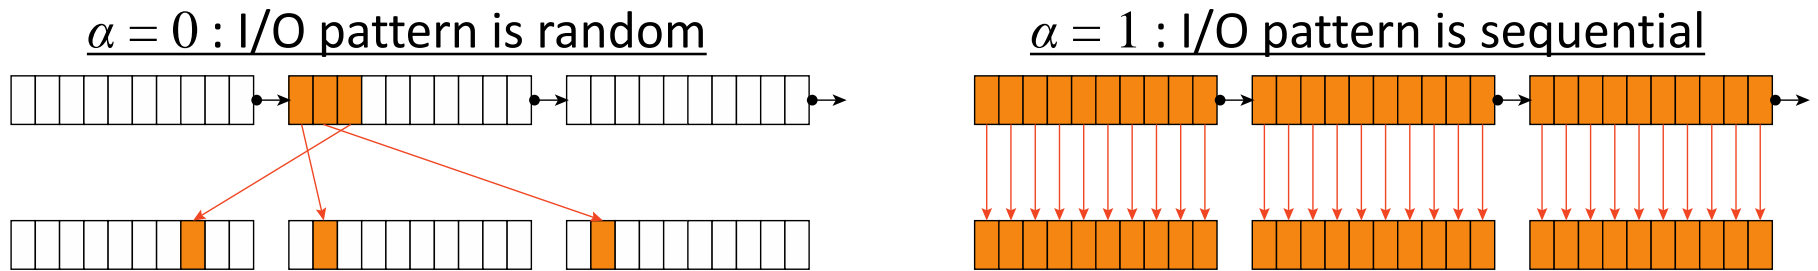 α = 0 : I/O pattern is random
α = 1 : I/O pattern is sequential